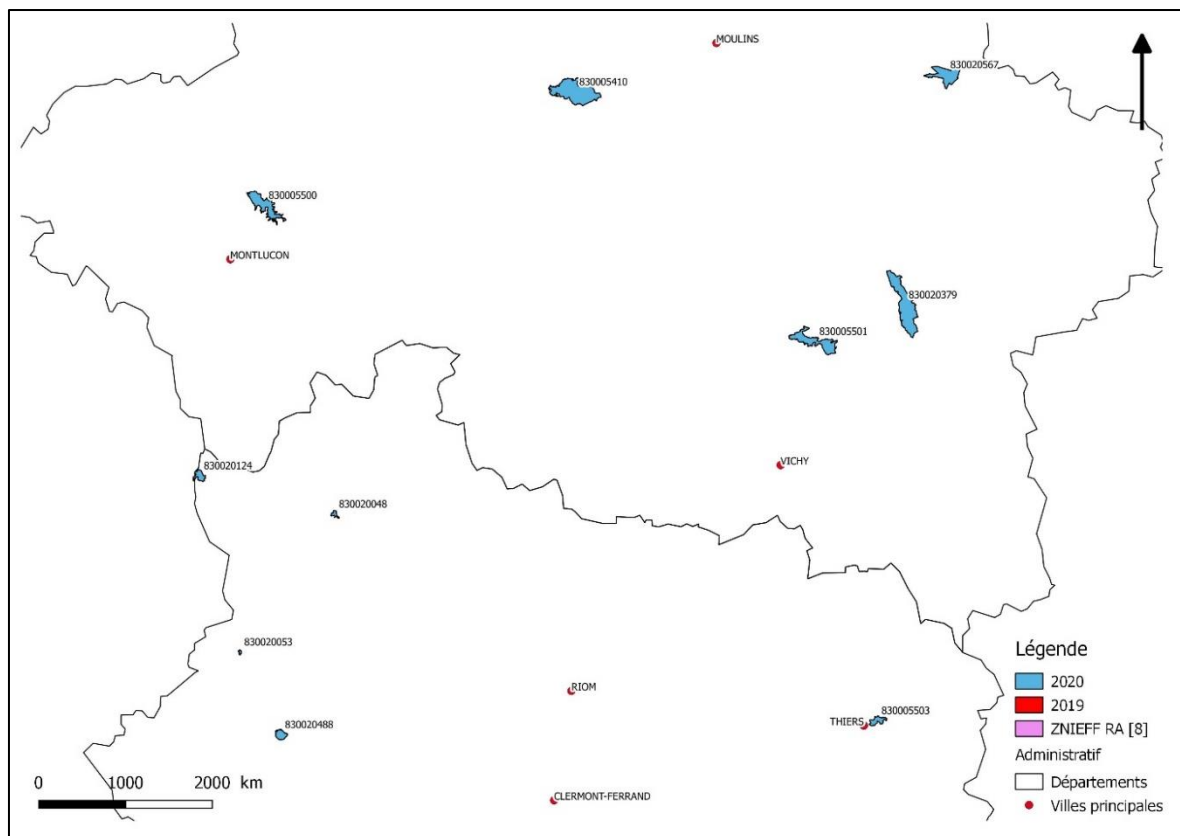 MOULINS
830020567
830005410
830005500
MONTLUCON
830020379
830005501
830020124
VICHY
830020048
830020053
RIOM
830005503
THIERS
830020488
CLERMONT-FERRAND
0 1000 2000 km
Légende
2020
2019
ZNIEFF RA [8]
Administratif
Départements
Villes principales